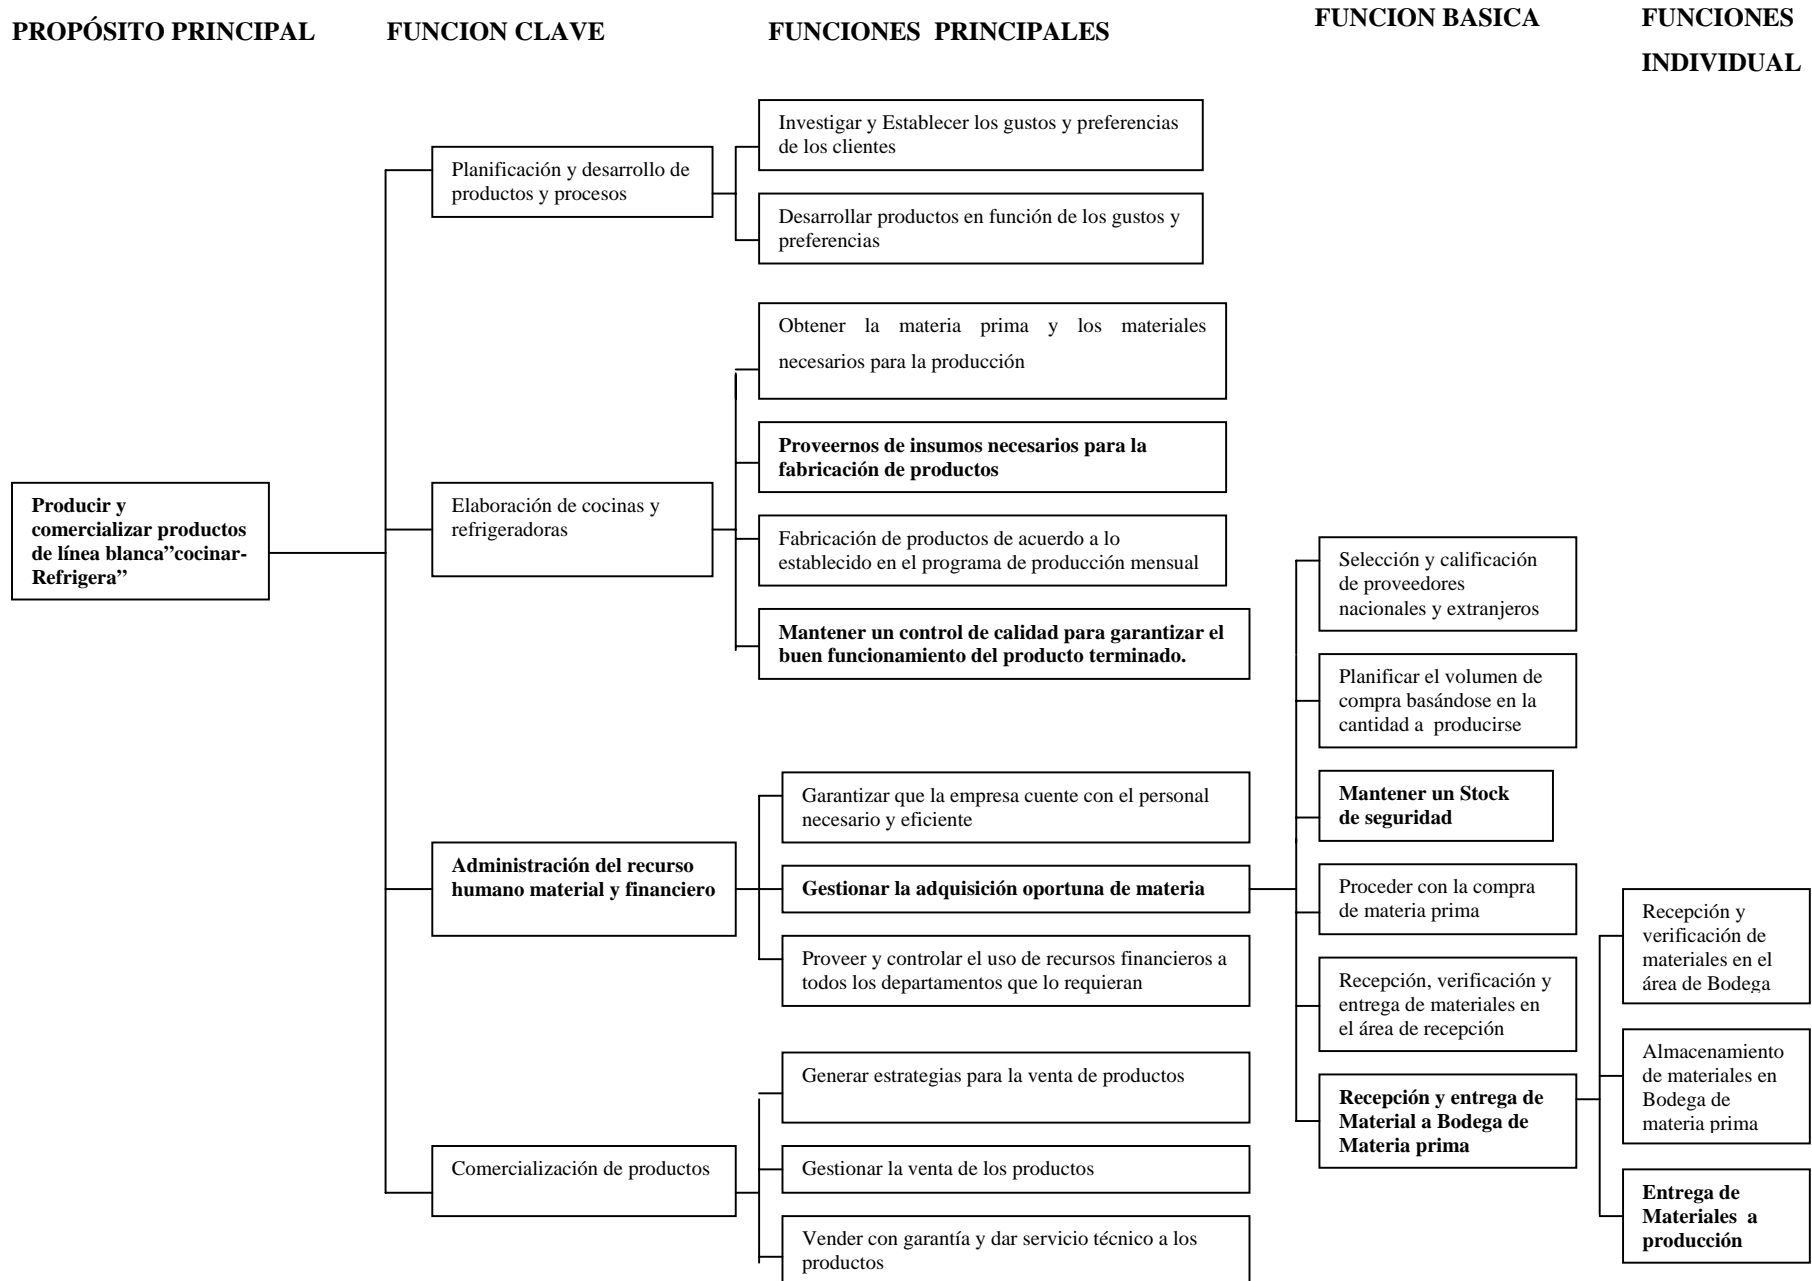 PROPÓSITO PRINCIPAL
FUNCION CLAVE
FUNCIONES PRINCIPALES
FUNCION BASICA
FUNCIONES
INDIVIDUAL
Producir y
comercializar productos
de línea blanca”cocinar-
Refrigera”
Planificación y desarrollo de
productos y procesos
Investigar y Establecer los gustos y preferencias
de los clientes
Desarrollar productos en función de los gustos y
preferencias
Elaboración de cocinas y
refrigeradoras
Obtener la materia prima y los materiales
necesarios para la producción
Proveernos de insumos necesarios para la
fabricación de productos
Fabricación de productos de acuerdo a lo
establecido en el programa de producción mensual
Mantener un control de calidad para garantizar el
buen funcionamiento del producto terminado.
Administración del recurso
humano material y financiero
Garantizar que la empresa cuente con el personal
necesario y eficiente
Gestionar la adquisición oportuna de materia
Proveer y controlar el uso de recursos financieros a
todos los departamentos que lo requieran
Comercialización de productos
Generar estrategias para la venta de productos
Gestionar la venta de los productos
Vender con garantía y dar servicio técnico a los
productos
Selección y calificación
de proveedores
nacionales y extranjeros
Planificar el volumen de
compra basándose en la
cantidad a producirse
Mantener un Stock
de seguridad
Proceder con la compra
de materia prima
Recepción, verificación y
entrega de materiales en
el área de recepción
Recepción y entrega de
Material a Bodega de
Materia prima
Recepción y
verificación de
materiales en el
área de Bodega
Almacenamiento
de materiales en
Bodega de
materia prima
Entrega de
Materiales a
producción